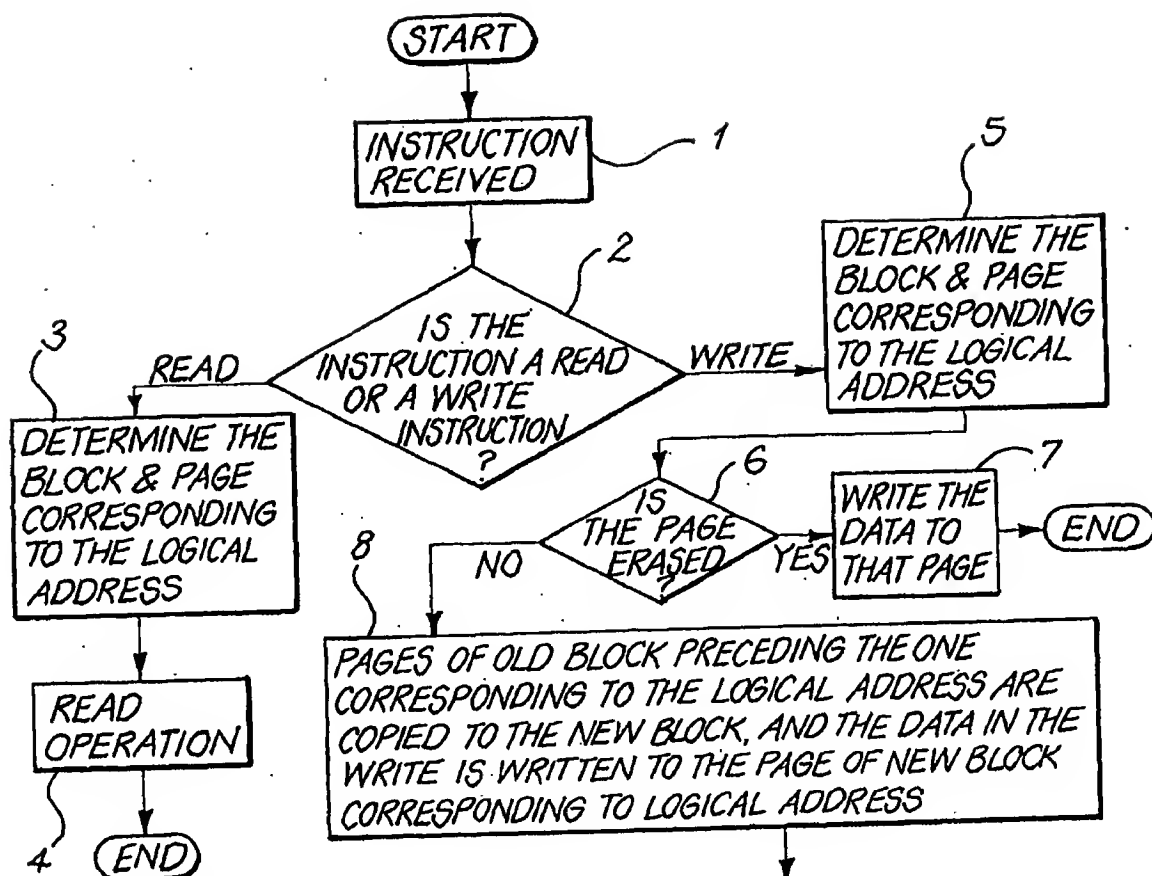 START
1
INSTRUCTION
RECEIVED
2
IS THE
INSTRUCTION A READ
OR A WRITE
INSTRUCTION
?
READ
WRITE
3
DETERMINE THE
BLOCK & PAGE
CORRESPONDING
TO THE LOGICAL
ADDRESS
READ
OPERATION
4
END
5
DETERMINE THE
BLOCK & PAGE
CORRESPONDING
TO THE LOGICAL
ADDRESS
6
IS
THE PAGE
ERASED
?
YES
7
WRITE THE
DATA TO
THAT PAGE
END
NO
8
PAGES OF OLD BLOCK PRECEDING THE ONE
CORRESPONDING TO THE LOGICAL ADDRESS ARE
COPIED TO THE NEW BLOCK, AND THE DATA IN THE
WRITE IS WRITTEN TO THE PAGE OF NEW BLOCK
CORRESPONDING TO LOGICAL ADDRESS